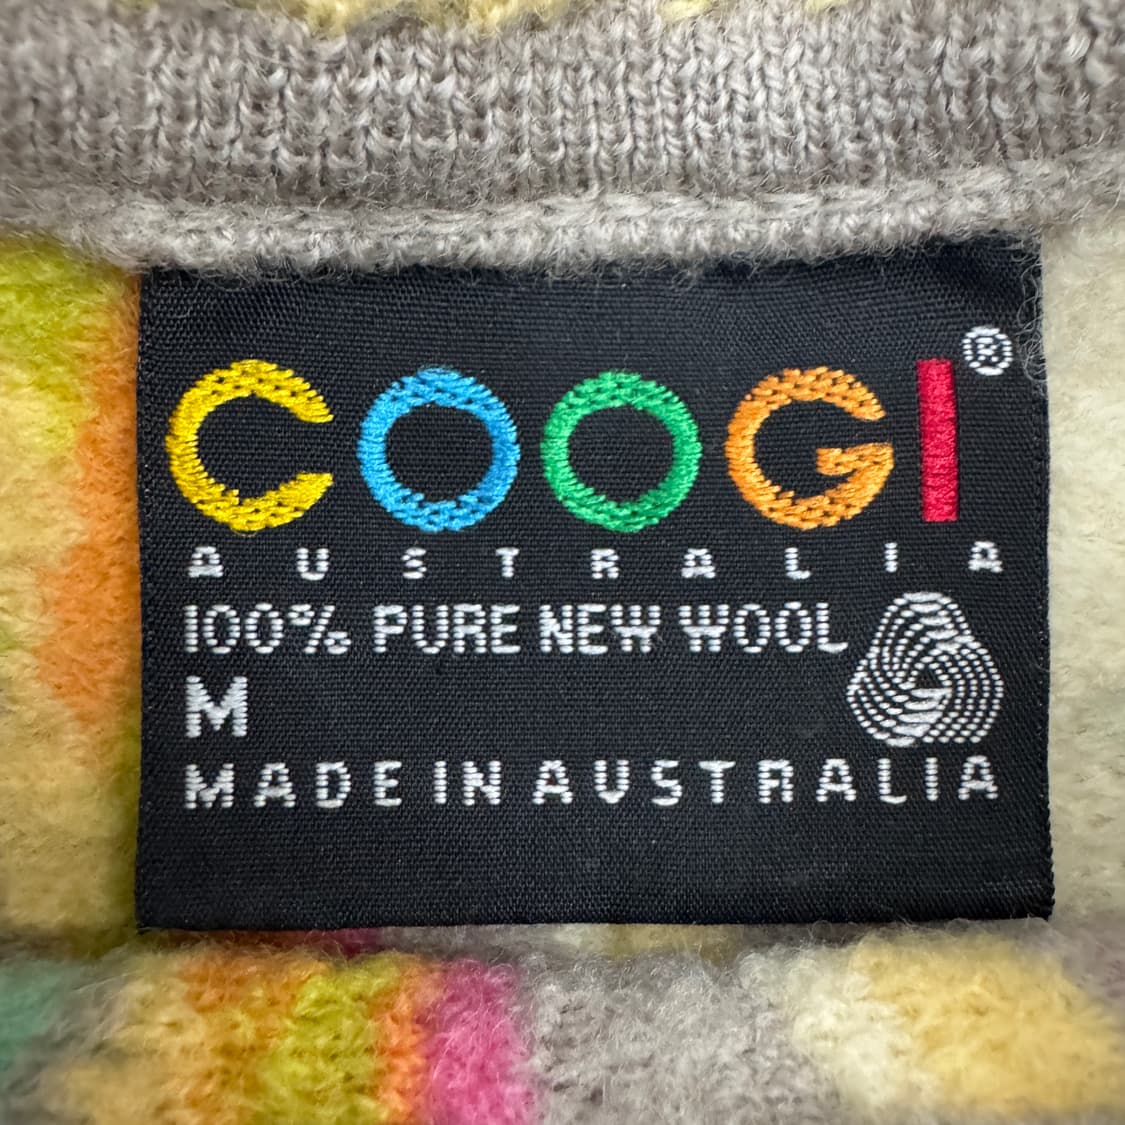 COOGI®
AUSTRALIA
100% PURE NEW WOOL
M
MADE IN AUSTRALIA